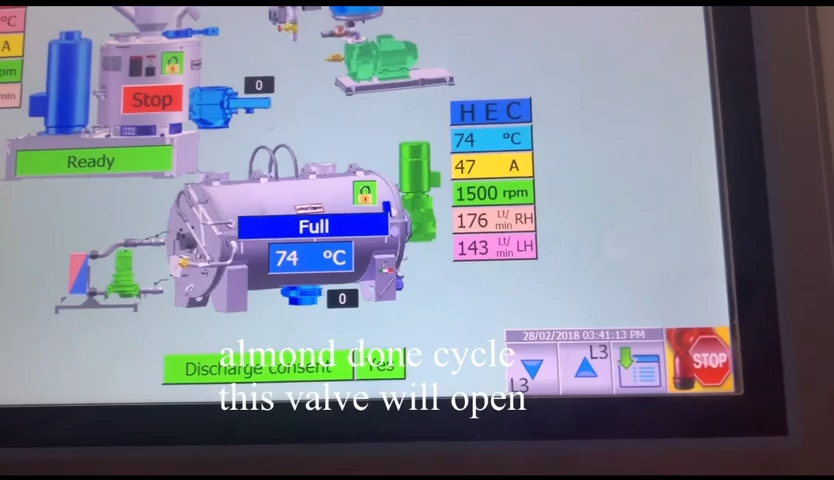 °C
A
rpm
min
0
Stop
Ready
H E C
74 °C
47 A
1500 rpm
176 Lt/min RH
143 Lt/min LH
Full
74 °C
0
28/02/2018 03:41:13 PM
Discharge consent Yes
L3
L3
STOP
almond done cycle
this valve will open